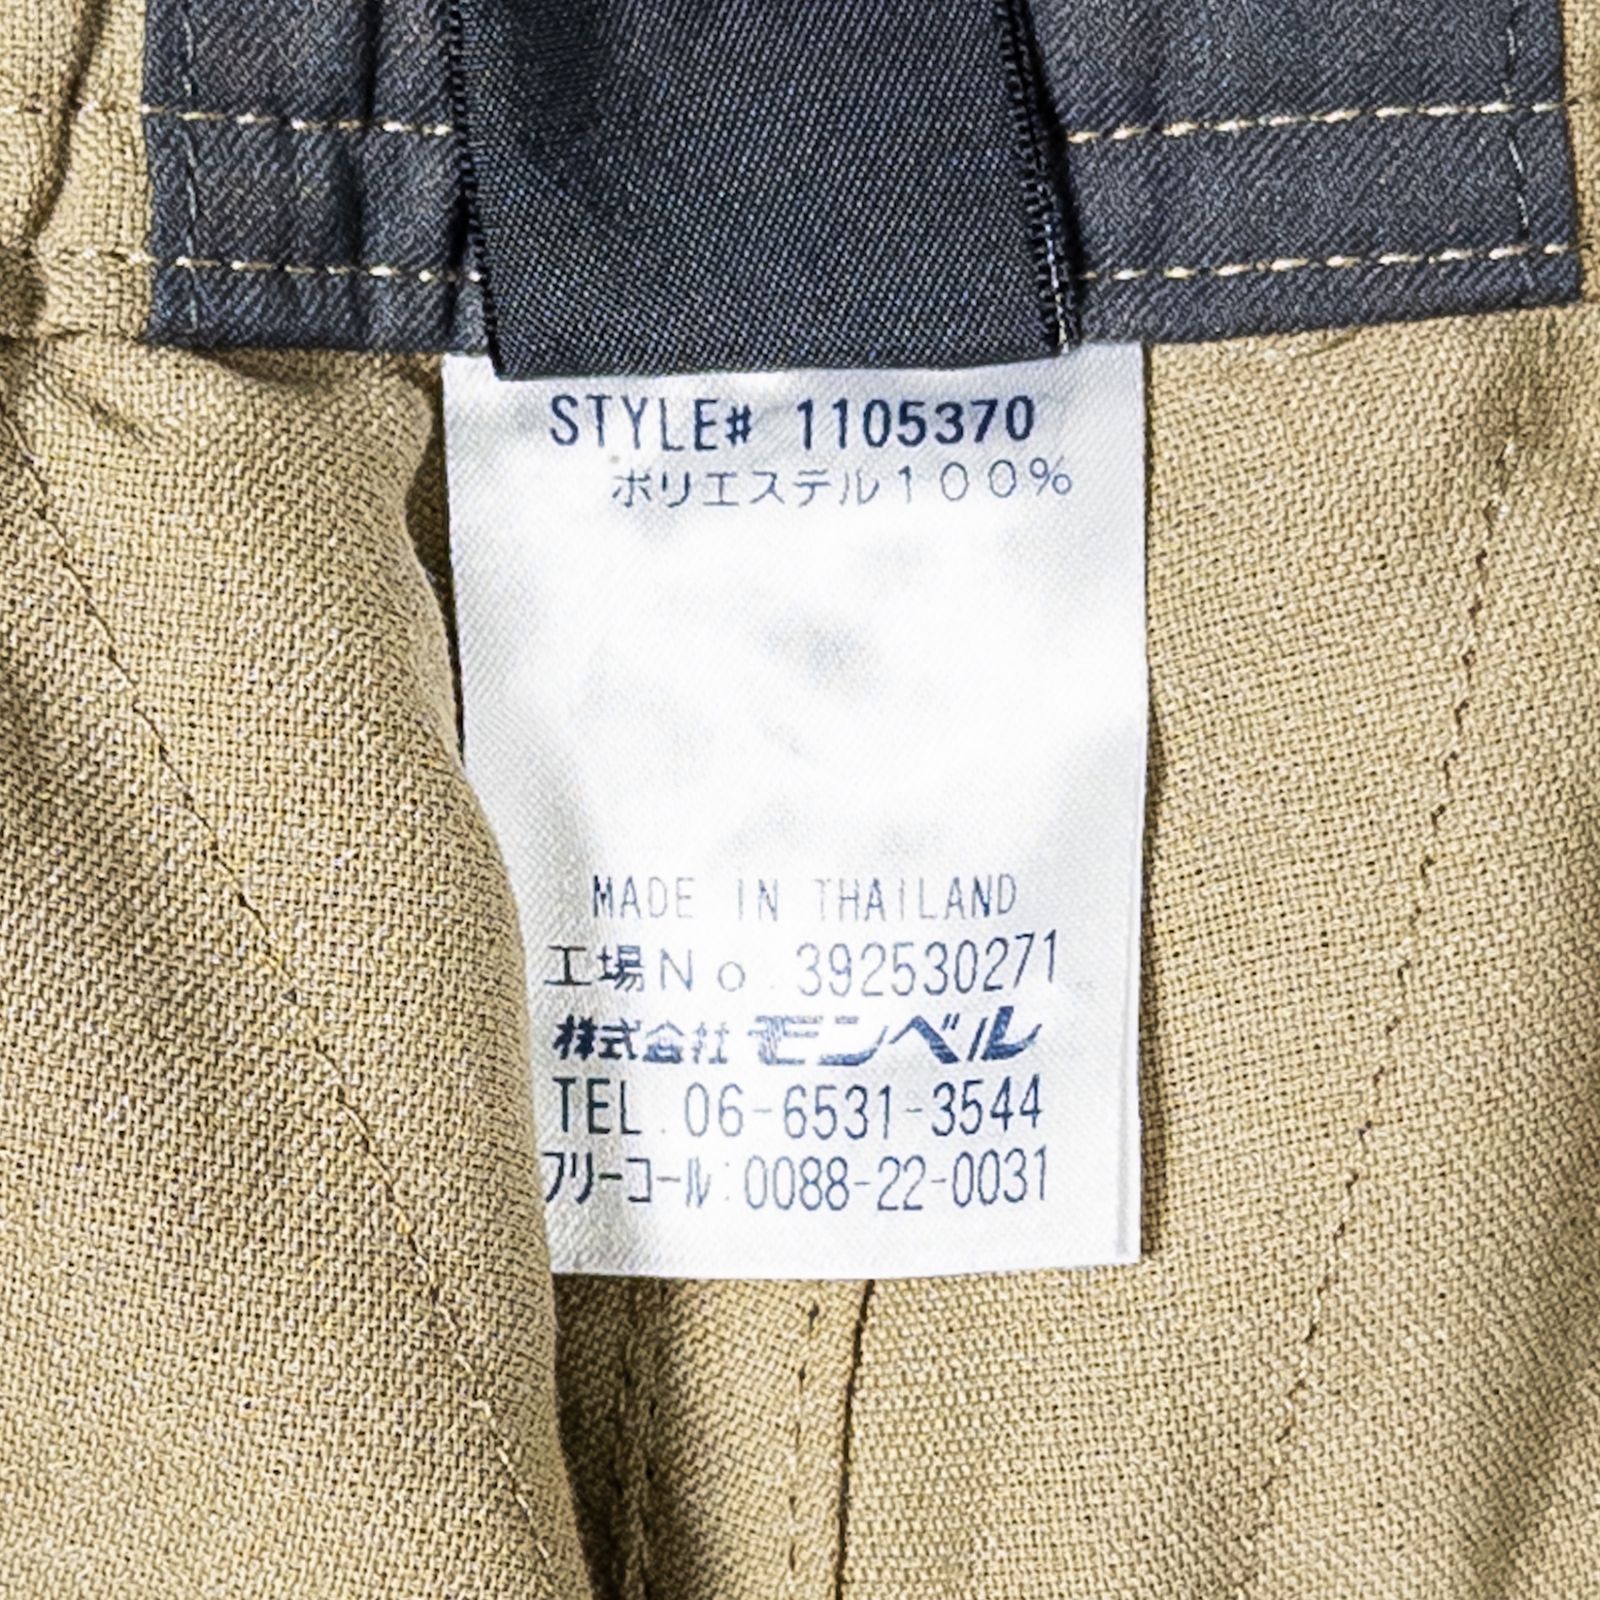 STYLE# 1105370
ポリエステル100%
MADE IN THAILAND
工場No.392530271
株式会社モンベル
TEL.06-6531-3544
フリーコール:0088-22-0031